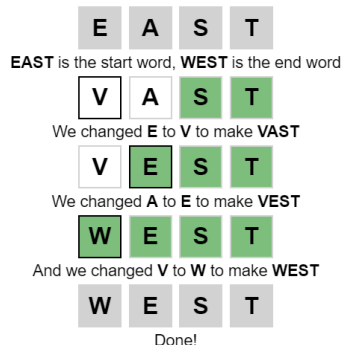 E A S T
EAST is the start word, WEST is the end word
V A S T
We changed E to V to make VAST
V E S T
We changed A to E to make VEST
W E S T
And we changed V to W to make WEST
W E S T
Done!